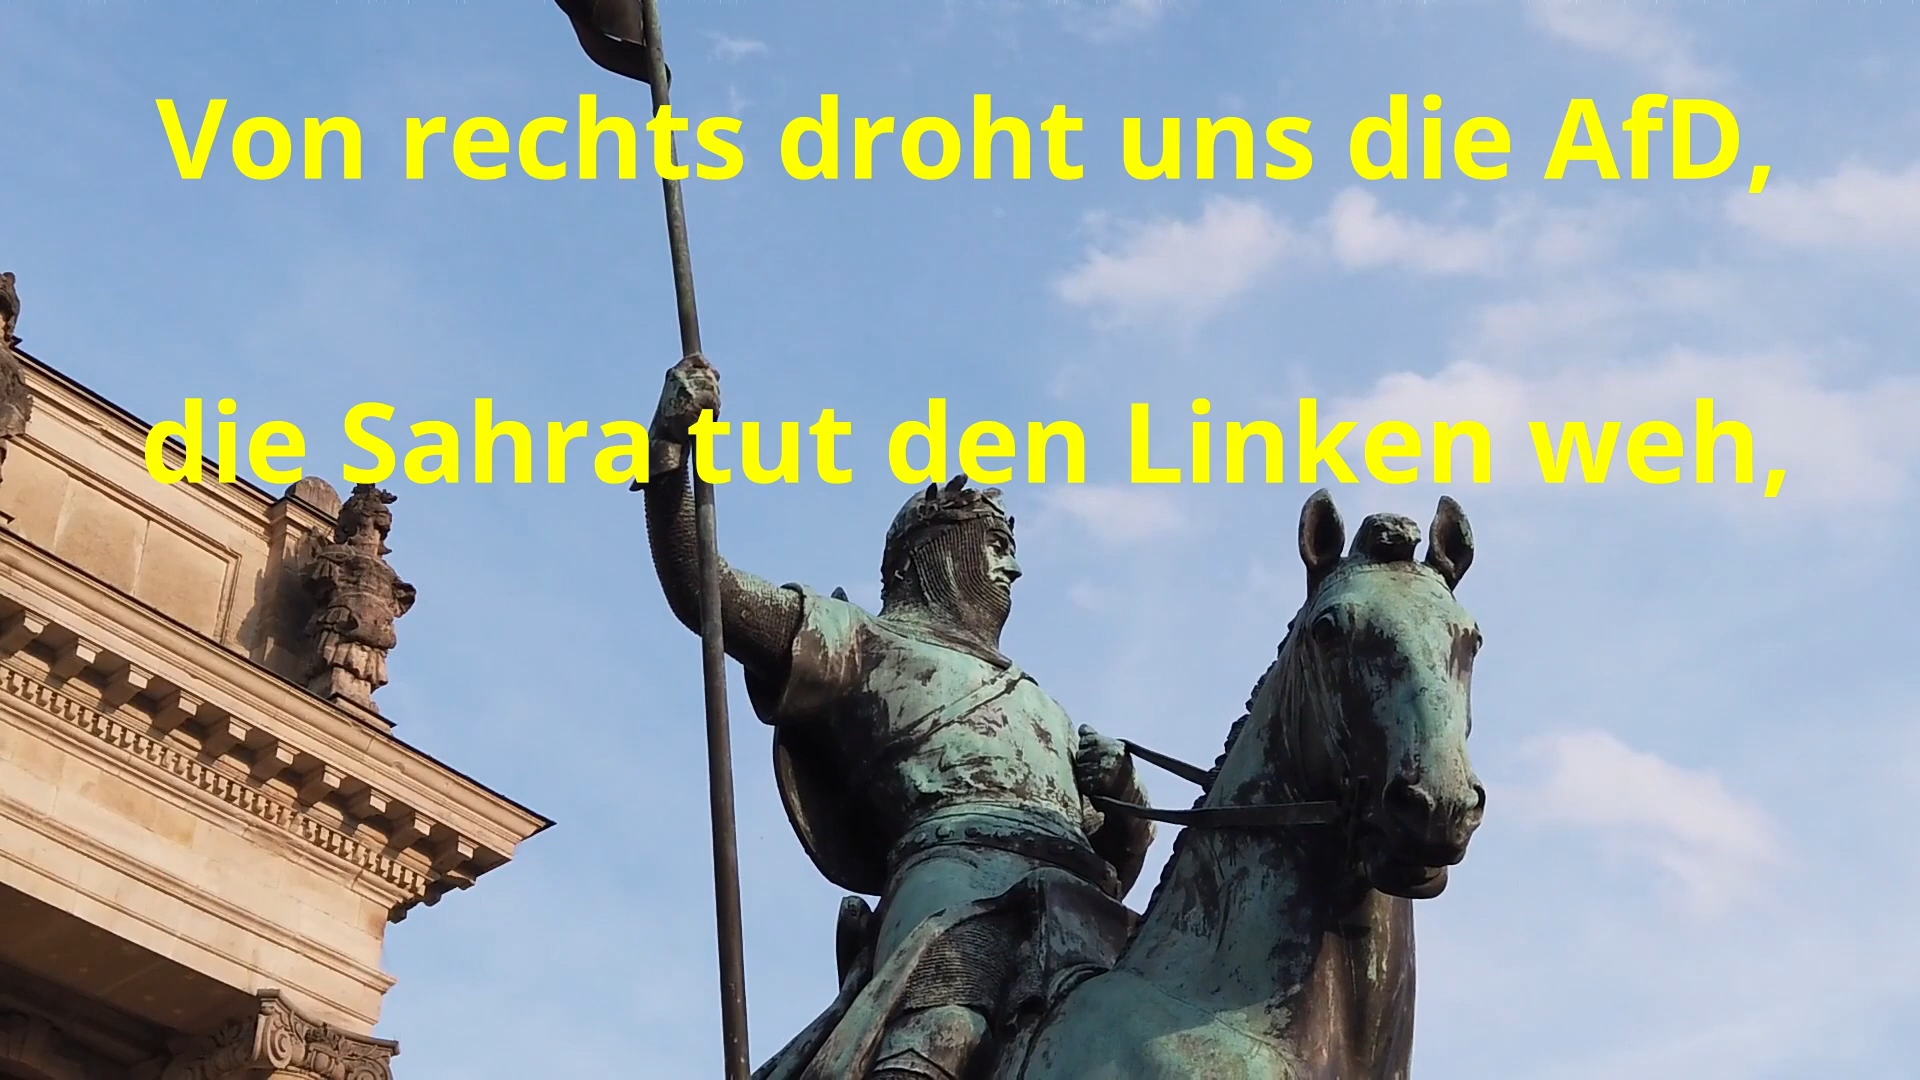 Von rechts droht uns die AfD,
die Sahra tut den Linken weh,